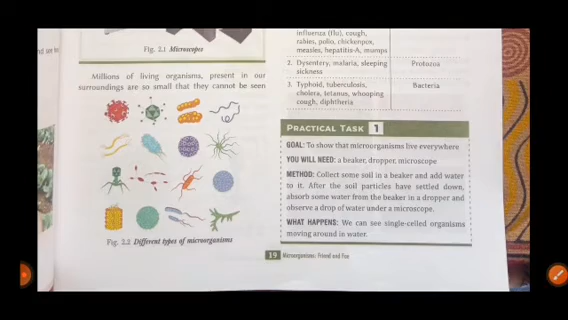 Fig. 2.1 Microscopes
Millions of living organisms, present in our
surroundings are so small that they cannot be seen
Fig. 2.2 Different types of microorganisms
influenza (flu), cough,
rabies, polio, chickenpox,
measles, hepatitis-A, mumps
2. Dysentery, malaria, sleeping sickness Protozoa
3. Typhoid, tuberculosis, cholera, tetanus, whooping cough, diphtheria Bacteria
PRACTICAL TASK 1
GOAL: To show that microorganisms live everywhere
YOU WILL NEED: a beaker, dropper, microscope
METHOD: Collect some soil in a beaker and add water
to it. After the soil particles have settled down,
absorb some water from the beaker in a dropper and
observe a drop of water under a microscope.
WHAT HAPPENS: We can see single-celled organisms
moving around in water.
19 Microorganisms: Friend and Foe